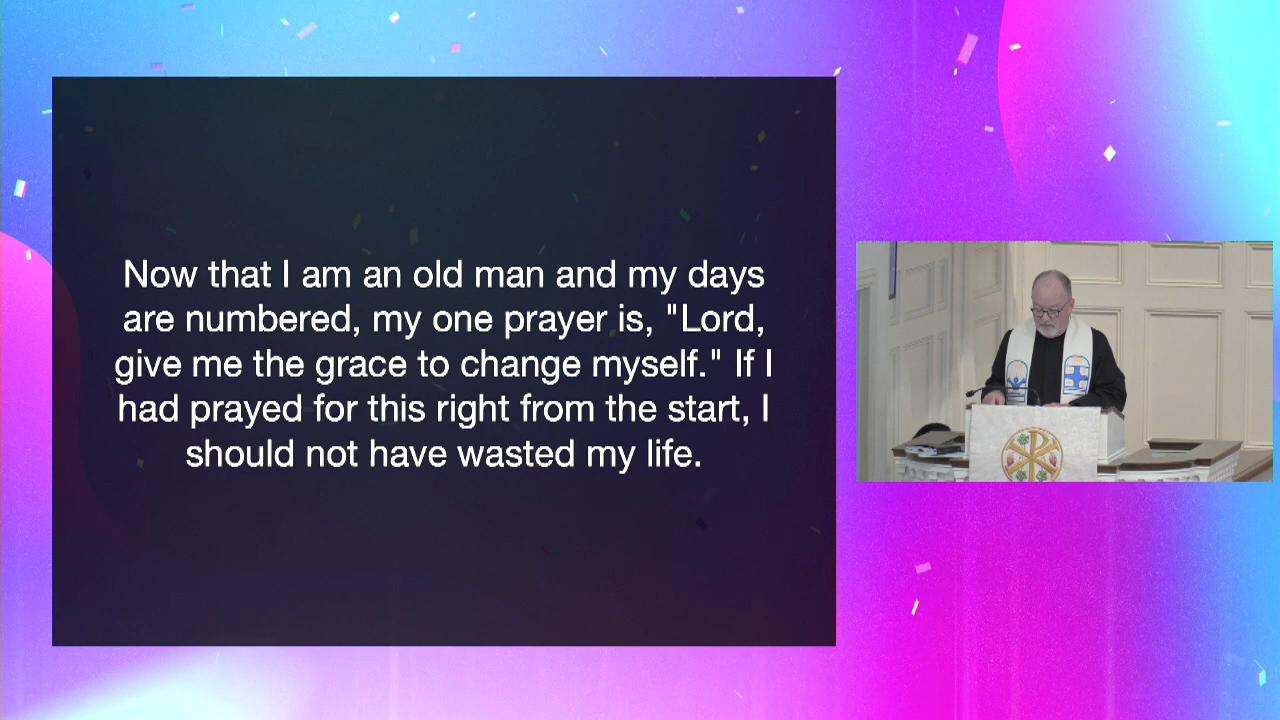 Now that I am an old man and my days
are numbered, my one prayer is, "Lord,
give me the grace to change myself." If I
had prayed for this right from the start, I
should not have wasted my life.